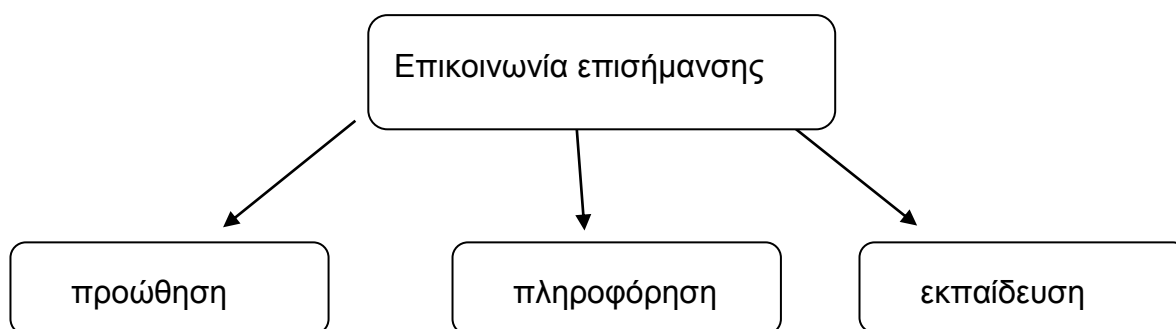 Επικοινωνία επισήμανσης
προώθηση
πληροφόρηση
εκπαίδευση